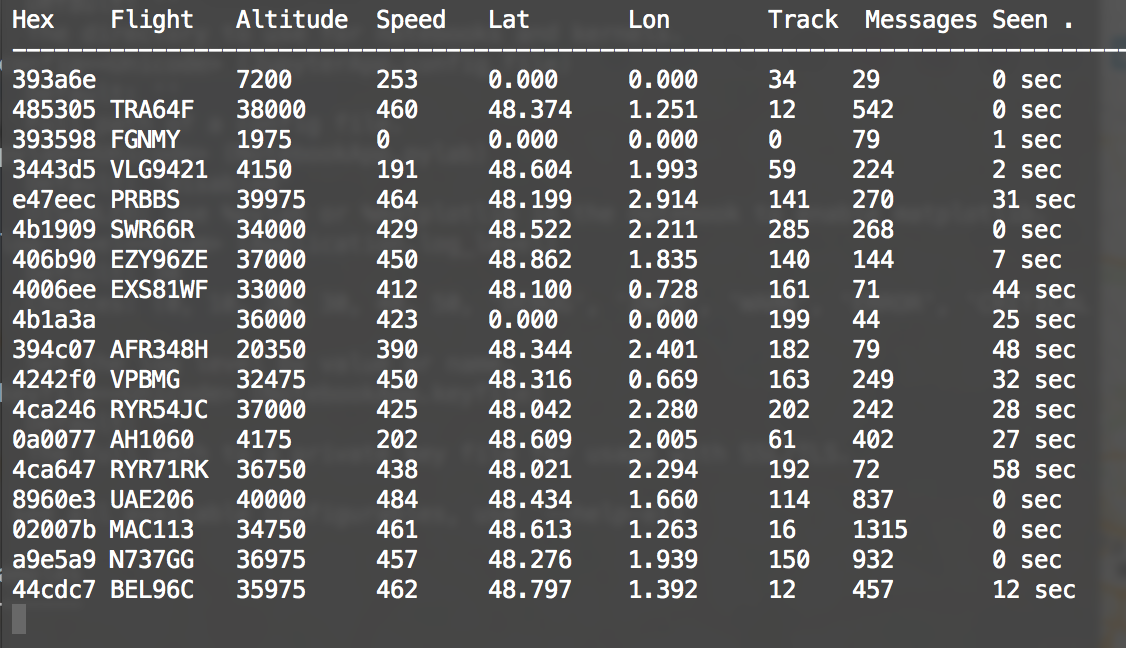 Hex Flight Altitude Speed Lat Lon Track Messages Seen .
--------------------------------------------------------------------------------
393a6e 7200 253 0.000 0.000 34 29 0 sec
485305 TRA64F 38000 460 48.374 1.251 12 542 0 sec
393598 FGNMY 1975 0 0.000 0.000 0 79 1 sec
3443d5 VLG9421 4150 191 48.604 1.993 59 224 2 sec
e47eec PRBBS 39975 464 48.199 2.914 141 270 31 sec
4b1909 SWR66R 34000 429 48.522 2.211 285 268 0 sec
406b90 EZY96ZE 37000 450 48.862 1.835 140 144 7 sec
4006ee EXS81WF 33000 412 48.100 0.728 161 71 44 sec
4b1a3a 36000 423 0.000 0.000 199 44 25 sec
394c07 AFR348H 20350 390 48.344 2.401 182 79 48 sec
4242f0 VPBMG 32475 450 48.316 0.669 163 249 32 sec
4ca246 RYR54JC 37000 425 48.042 2.280 202 242 28 sec
0a0077 AH1060 4175 202 48.609 2.005 61 402 27 sec
4ca647 RYR71RK 36750 438 48.021 2.294 192 72 58 sec
8960e3 UAE206 40000 484 48.434 1.660 114 837 0 sec
02007b MAC113 34750 461 48.613 1.263 16 1315 0 sec
a9e5a9 N737GG 36975 457 48.276 1.939 150 932 0 sec
44cdc7 BEL96C 35975 462 48.797 1.392 12 457 12 sec